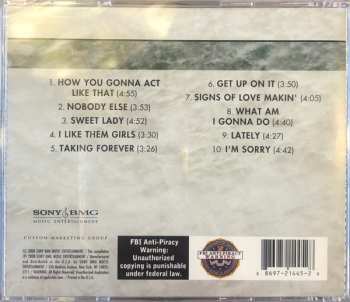 1. HOW YOU GONNA ACT
LIKE THAT (4:55)
2. NOBODY ELSE (3:53)
3. SWEET LADY (4:52)
4. I LIKE THEM GIRLS (3:30)
5. TAKING FOREVER (3:26)
6. GET UP ON IT (3:50)
7. SIGNS OF LOVE MAKIN' (4:05)
8. WHAT AM
I GONNA DO (4:40)
9. LATELY (4:27)
10. I'M SORRY (4:42)
SONY BMG
MUSIC ENTERTAINMENT
CUSTOM MARKETING GROUP
FBI Anti-Piracy
Warning:
Unauthorized
copying is punishable
under federal law.
8 8697-21645-2